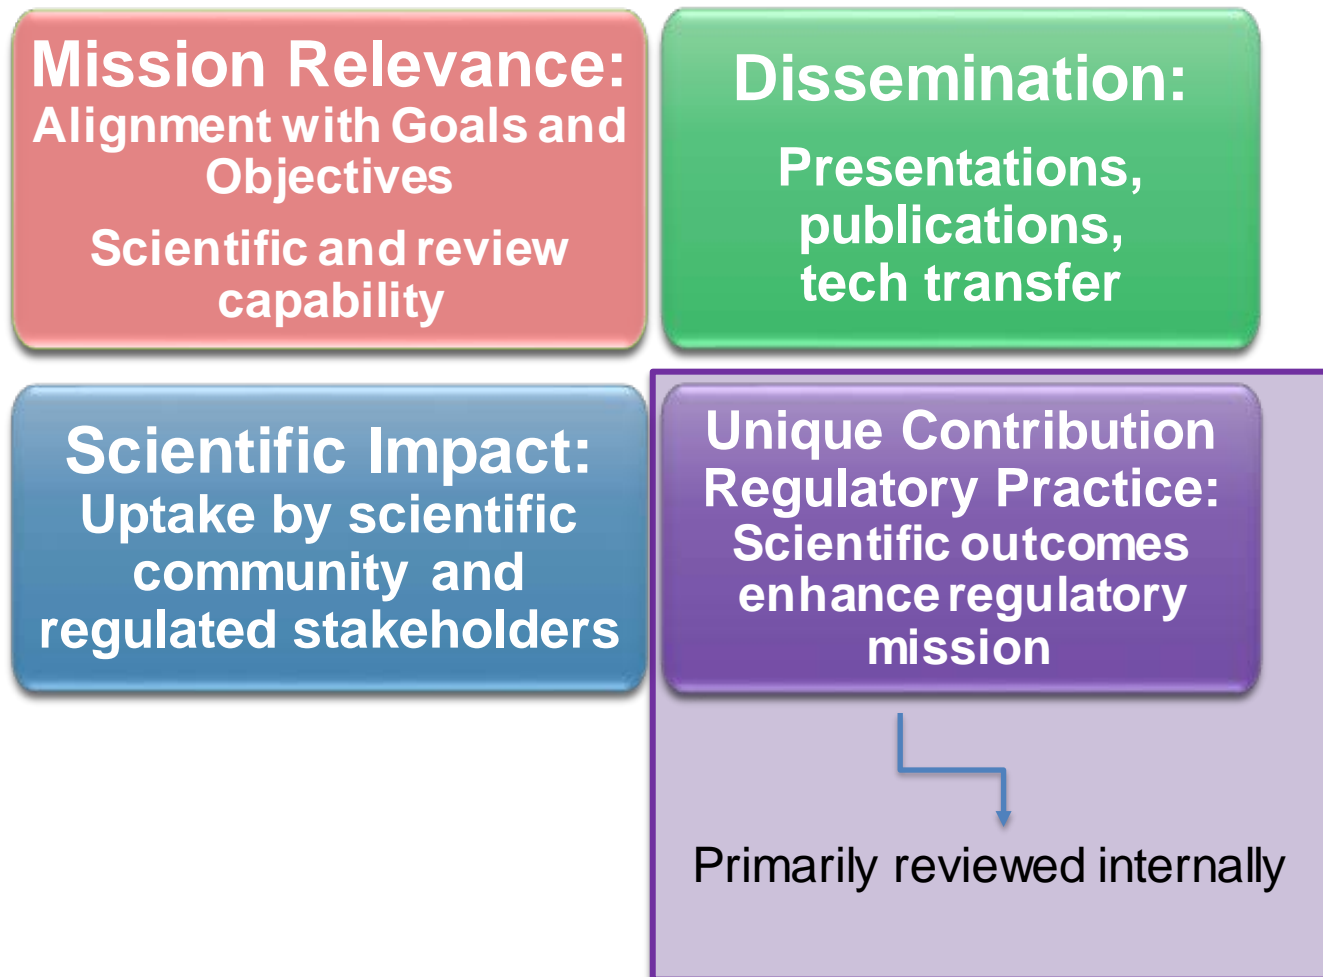 Mission Relevance:
Alignment with Goals and
Objectives
Scientific and review
capability
Dissemination:
Presentations,
publications,
tech transfer
Scientific Impact:
Uptake by scientific
community and
regulated stakeholders
Unique Contribution
Regulatory Practice:
Scientific outcomes
enhance regulatory
mission
Primarily reviewed internally